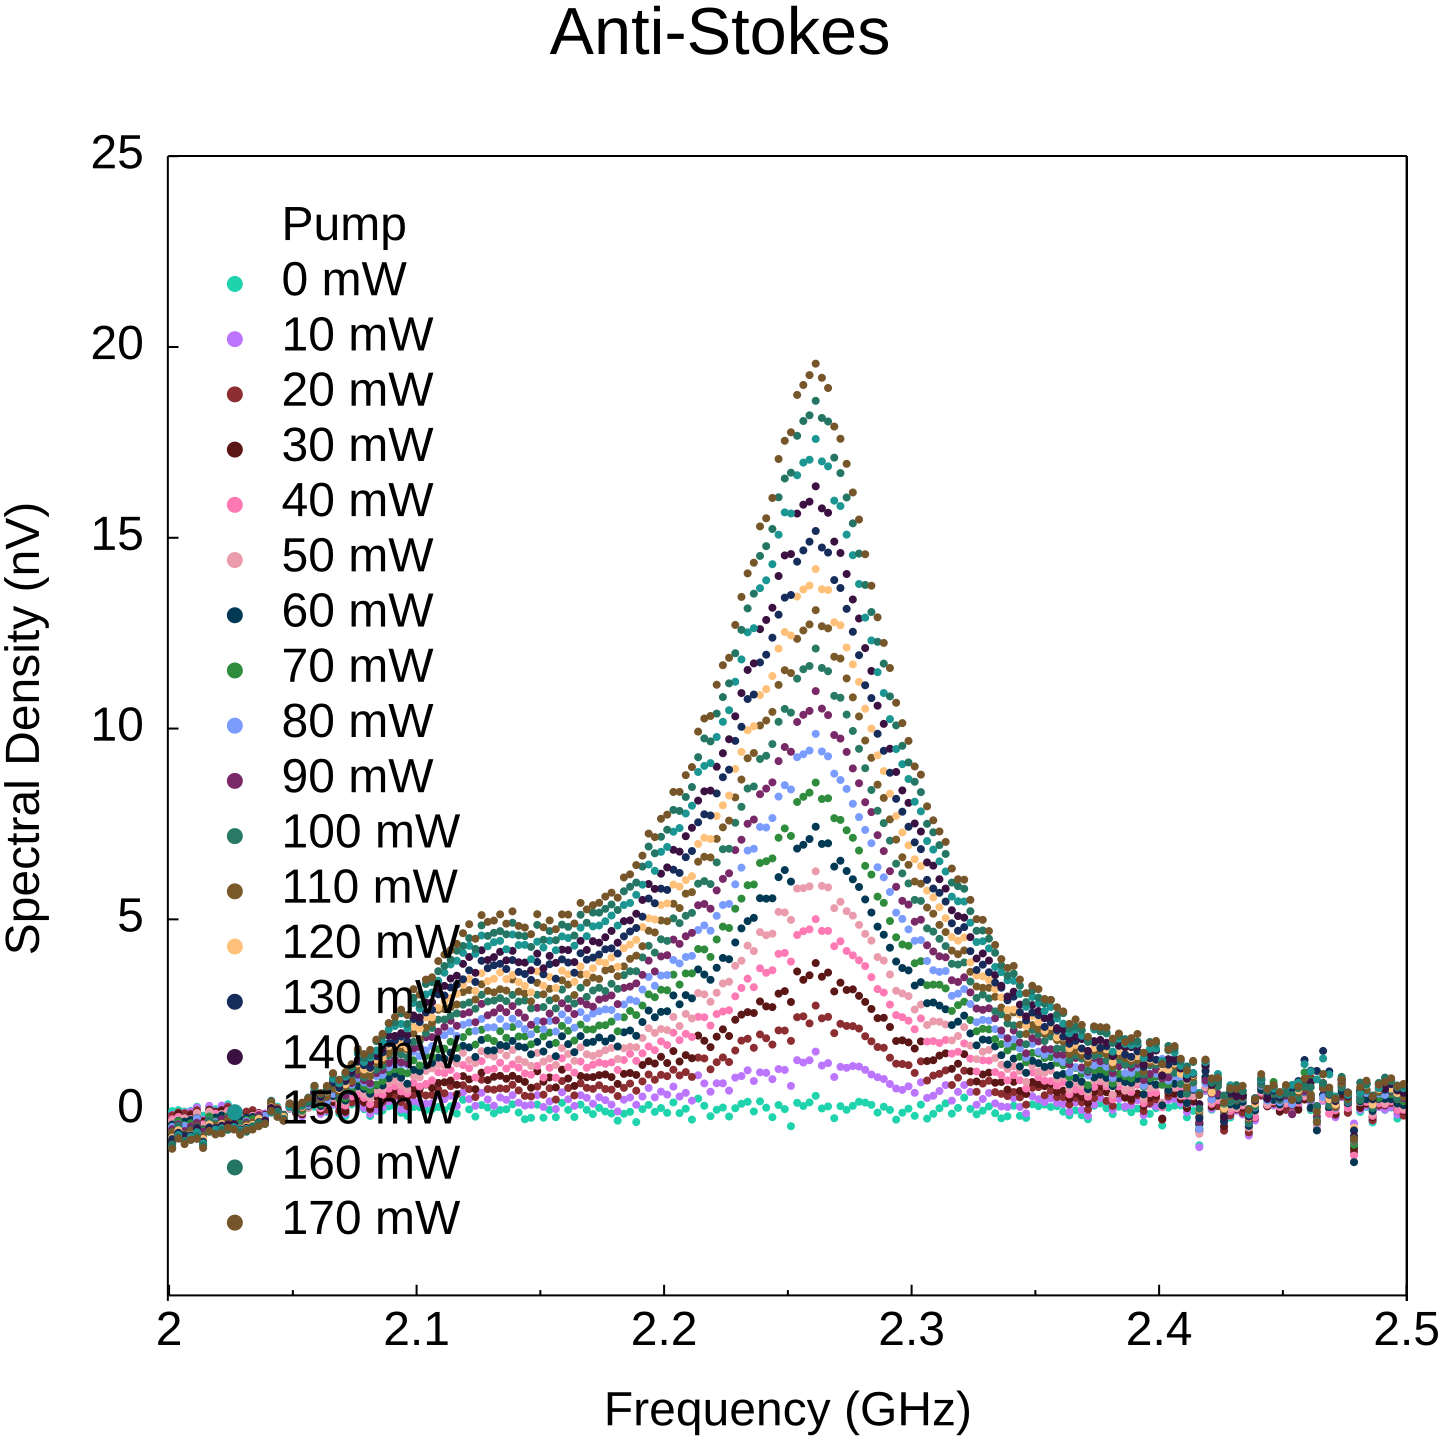 Anti-Stokes
25
20
15
10
5
0
Spectral Density (nV)
Pump
0 mW
10 mW
20 mW
30 mW
40 mW
50 mW
60 mW
70 mW
80 mW
90 mW
100 mW
110 mW
120 mW
130 mW
140 mW
150 mW
160 mW
170 mW
2 2.1 2.2 2.3 2.4 2.5
Frequency (GHz)